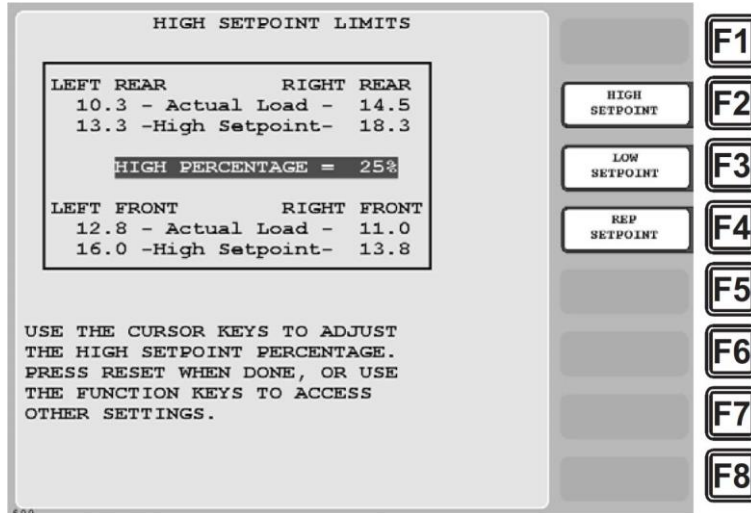 HIGH SETPOINT LIMITS
LEFT REAR RIGHT REAR
10.3 - Actual Load - 14.5
13.3 -High Setpoint- 18.3
HIGH PERCENTAGE = 25%
LEFT FRONT RIGHT FRONT
12.8 - Actual Load - 11.0
16.0 -High Setpoint- 13.8
USE THE CURSOR KEYS TO ADJUST
THE HIGH SETPOINT PERCENTAGE.
PRESS RESET WHEN DONE, OR USE
THE FUNCTION KEYS TO ACCESS
OTHER SETTINGS.
HIGH
SETPOINT
LOW
SETPOINT
REP
SETPOINT
F1
F2
F3
F4
F5
F6
F7
F8